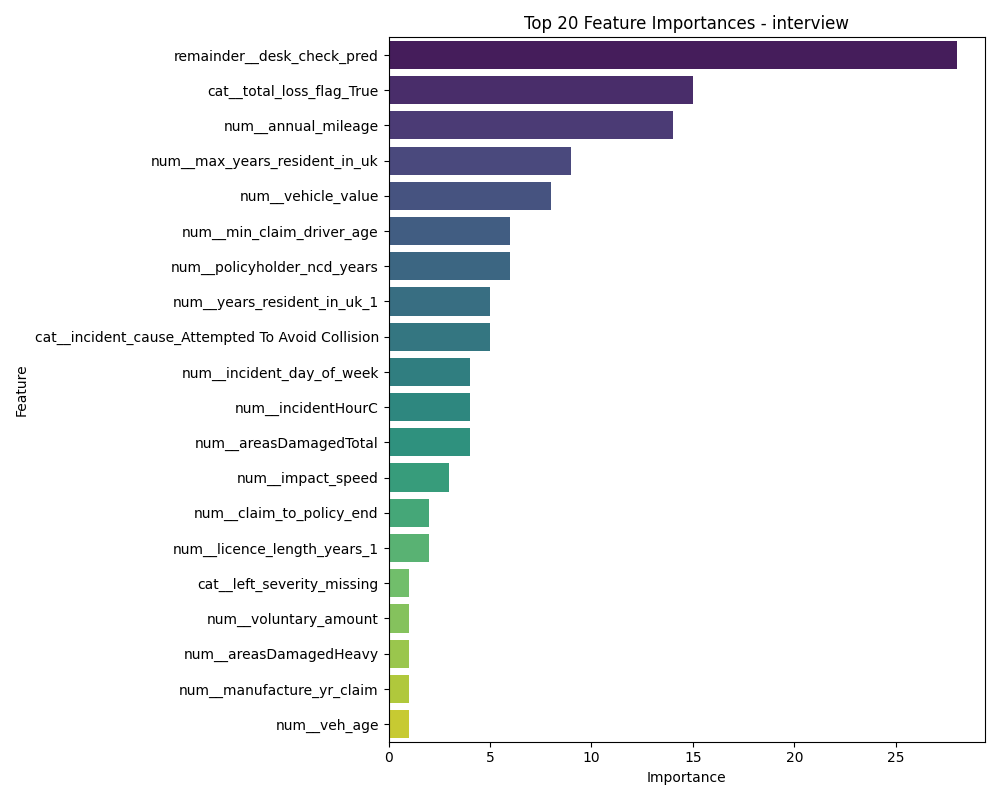 Top 20 Feature Importances - interview
remainder__desk_check_pred
cat__total_loss_flag_True
num__annual_mileage
num__max_years_resident_in_uk
num__vehicle_value
num__min_claim_driver_age
num__policyholder_ncd_years
num__years_resident_in_uk_1
cat__incident_cause_Attempted To Avoid Collision
num__incident_day_of_week
num__incidentHourC
num__areasDamagedTotal
num__impact_speed
num__claim_to_policy_end
num__licence_length_years_1
cat__left_severity_missing
num__voluntary_amount
num__areasDamagedHeavy
num__manufacture_yr_claim
num__veh_age
Feature
0 5 10 15 20 25
Importance